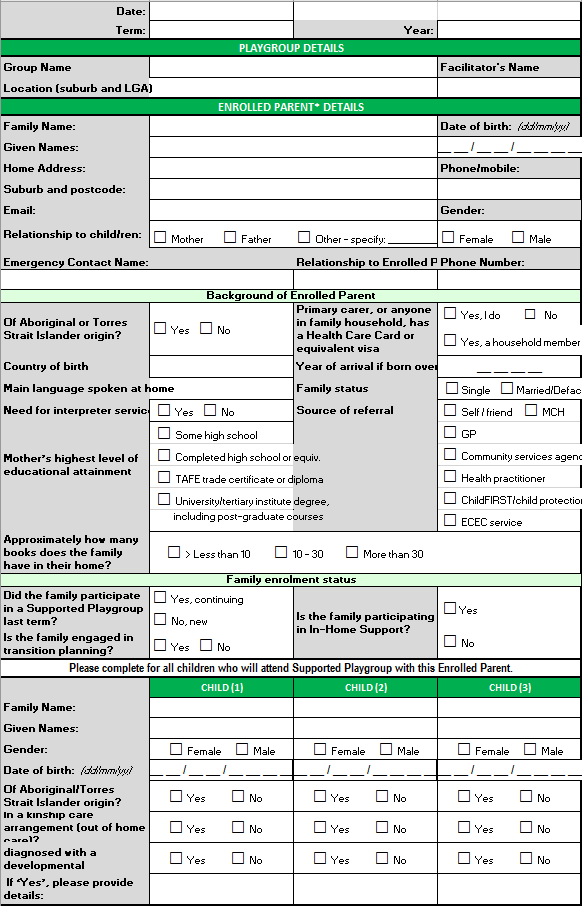 Date:
Term: Year:
PLAYGROUP DETAILS
Group Name Facilitator's Name
Location (suburb and LGA)
ENROLLED PARENT* DETAILS
Family Name: Date of birth: (dd/mm/yy)
Given Names: __ __ / __ __ / __ __ __ __
Home Address: Phone/mobile:
Suburb and postcode:
Email: Gender:
Relationship to child/ren: ☐ Mother ☐ Father ☐ Other - specify: ________ ☐ Female ☐ Male
Emergency Contact Name: Relationship to Enrolled P Phone Number:
Background of Enrolled Parent
Of Aboriginal or Torres
Strait Islander origin? ☐ Yes ☐ No
Primary carer, or anyone
in family household, has
a Health Care Card or
equivalent visa
☐ Yes, I do ☐ No
☐ Yes, a household member
Country of birth Year of arrival if born over __ __ __ __
Main language spoken at home Family status ☐ Single ☐ Married/Defac
Need for interpreter service ☐ Yes ☐ No Source of referral ☐ Self / friend ☐ MCH
Mother's highest level of
educational attainment
☐ Some high school
☐ Completed high school or equiv.
☐ TAFE trade certificate or diploma
☐ University/tertiary institute degree,
including post-graduate courses
☐ GP
☐ Community services agenc
☐ Health practitioner
☐ ChildFIRST/child protection
☐ ECEC service
Approximately how many
books does the family
have in their home?
☐ > Less than 10 ☐ 10 - 30 ☐ More than 30
Family enrolment status
Did the family participate
in a Supported Playgroup
last term?
☐ Yes, continuing
☐ No, new
Is the family engaged in
transition planning? ☐ Yes ☐ No
Is the family participating
in In-Home Support?
☐ Yes
☐ No
Please complete for all children who will attend Supported Playgroup with this Enrolled Parent.
CHILD (1) CHILD (2) CHILD (3)
Family Name:
Given Names:
Gender: ☐ Female ☐ Male ☐ Female ☐ Male ☐ Female ☐ Male
Date of birth: (dd/mm/yy) __ __ / __ __ / __ __ __ __ __ __ / __ __ / __ __ __ __ __ __ / __ __ / __ __ __ __
Of Aboriginal/Torres
Strait Islander origin? ☐ Yes ☐ No ☐ Yes ☐ No ☐ Yes ☐ No
In a kinship care
arrangement (out of home
care)? ☐ Yes ☐ No ☐ Yes ☐ No ☐ Yes ☐ No
diagnosed with a
developmental ☐ Yes ☐ No ☐ Yes ☐ No ☐ Yes ☐ No
If 'Yes', please provide
details: